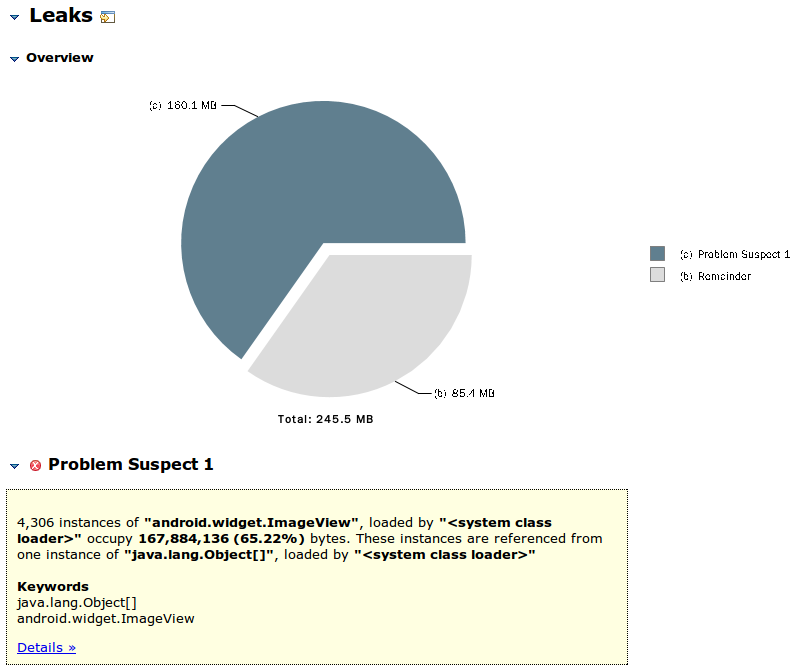 Leaks
Overview
(a) 160.1 MB
(a) Problem Suspect 1
(b) Remainder
(b) 85.4 MB
Total: 245.5 MB
Problem Suspect 1
4,306 instances of "android.widget.ImageView", loaded by "<system class
loader>" occupy 167,884,136 (65.22%) bytes. These instances are referenced from
one instance of "java.lang.Object[]", loaded by "<system class loader>"
Keywords
java.lang.Object[]
android.widget.ImageView
Details »